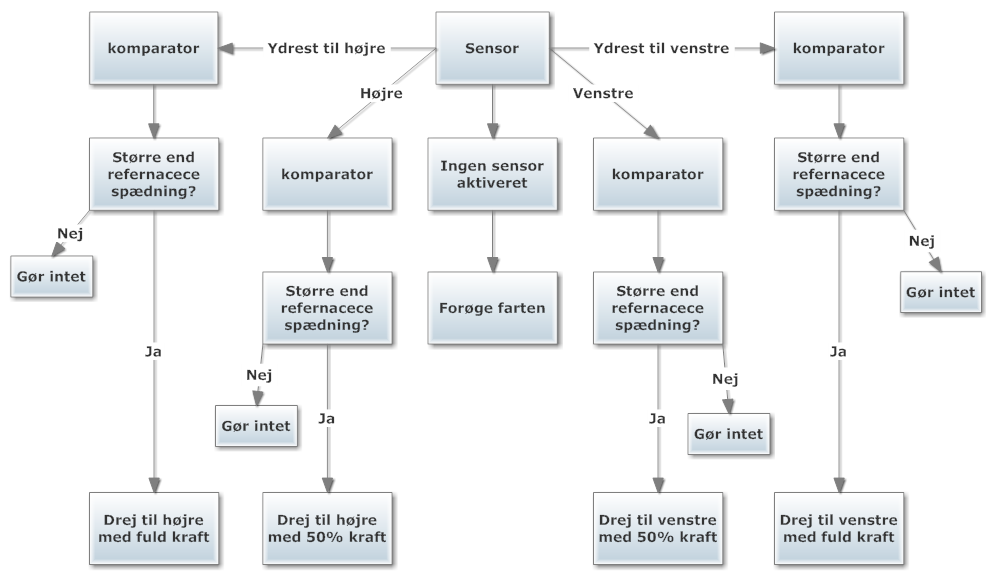 komparator
Ydrest til højre
Sensor
Ydrest til venstre
komparator
Højre
Venstre
Større end
refernacece
spædning?
komparator
Ingen sensor
aktiveret
komparator
Større end
refernacece
spædning?
Nej
Nej
Gør intet
Større end
refernacece
spædning?
Forøge farten
Større end
refernacece
spædning?
Gør intet
Ja
Ja
Nej
Nej
Gør intet
Ja
Ja
Gør intet
Drej til højre
med fuld kraft
Drej til højre
med 50% kraft
Drej til venstre
med 50% kraft
Drej til venstre
med fuld kraft